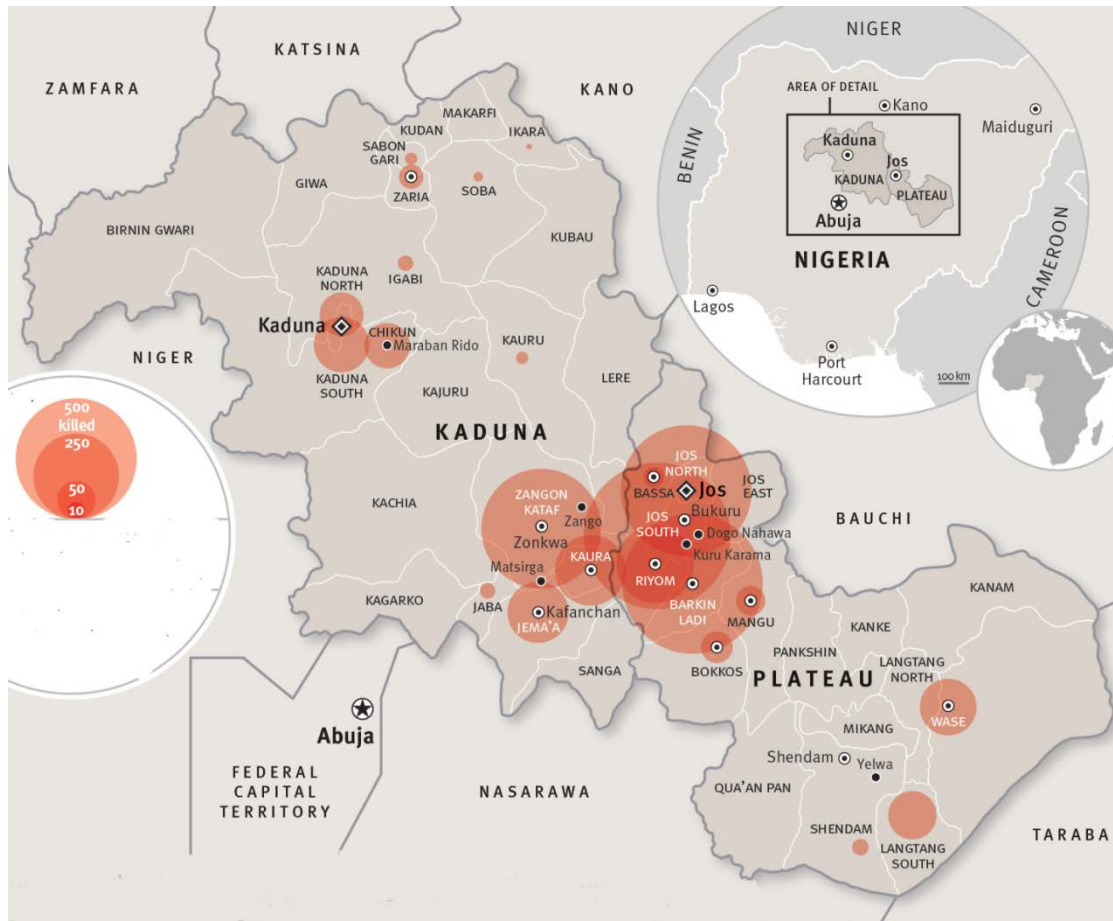 KATSINA
ZAMFARA
KANO
MAKARFI
KUDAN
IKARA
SABON
GARI
GIWA
ZARIA
SOBA
BIRNIN GWARI
KUBAU
KADUNA
NORTH
IGABI
Kaduna
CHIKUN
Maraban Rido
KAURU
NIGER
KADUNA
SOUTH
KAJURU
LERE
KADUNA
500
killed
250
50
10
KACHIA
ZANGON
KATAF
Zango
Zonkwa
KAURA
Matsirga
KAGARKO
JABA
Kafanchan
JEMA'A
SANGA
JOS
NORTH
BASSA
Jos
JOS
EAST
Bukuru
JOS
SOUTH
Dogo Nahawa
Kuru Karama
RIYOM
BARKIN
LADI
MANGU
BOKKOS
BAUCHI
KANAM
KANKE
PANKSHIN
LANGTANG
NORTH
PLATEAU
WASE
MIKANG
Shendam
Yelwa
QUA'AN PAN
SHENDAM
LANGTANG
SOUTH
TARABA
Abuja
FEDERAL
CAPITAL
TERRITORY
NASARAWA
NIGER
AREA OF DETAIL
Kano
Maiduguri
BENIN
Kaduna
Jos
KADUNA
PLATEAU
Abuja
NIGERIA
CAMEROON
Lagos
Port
Harcourt
100 km